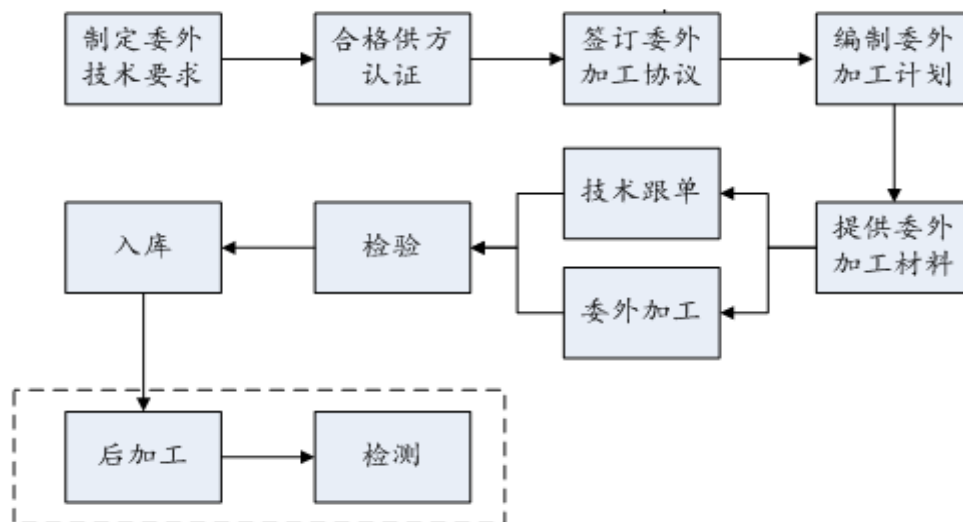 制定委外
技术要求
合格供方
认证
签订委外
加工协议
编制委外
加工计划
技术跟单
入库
检验
提供委外
加工材料
委外加工
后加工
检测